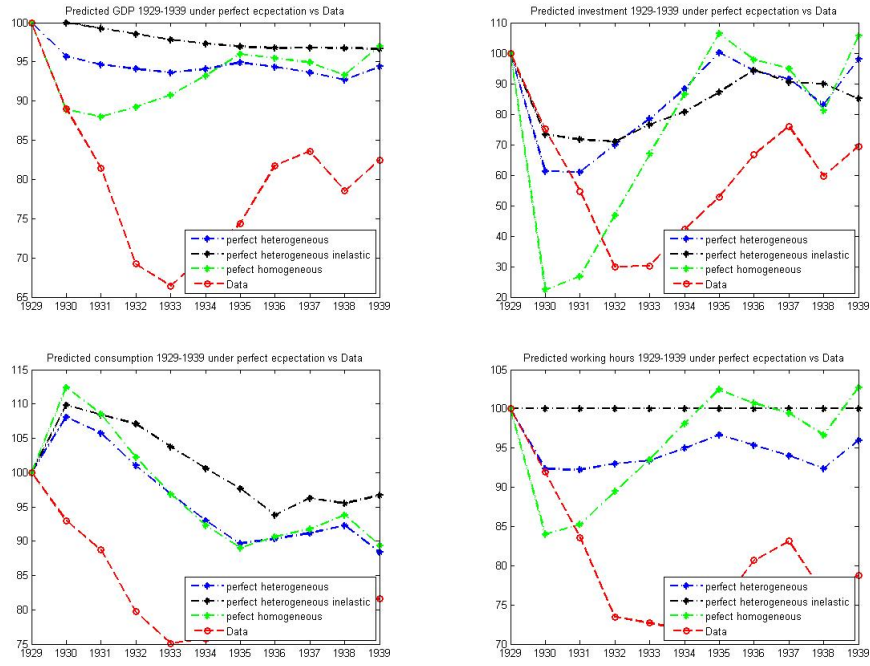 Predicted GDP 1929-1939 under perfect ecpectation vs Data
100
95
90
85
80
75
70
65
1929 1930 1931 1932 1933 1934 1935 1936 1937 1938 1939
perfect heterogeneous
perfect heterogeneous inelastic
pefect homogeneous
Data
Predicted investment 1929-1939 under perfect ecpectation vs Data
110
100
90
80
70
60
50
40
30
20
1929 1930 1931 1932 1933 1934 1935 1936 1937 1938 1939
perfect heterogeneous
perfect heterogeneous inelastic
pefect homogeneous
Data
Predicted consumption 1929-1939 under perfect ecpectation vs Data
115
110
105
100
95
90
85
80
75
1929 1930 1931 1932 1933 1934 1935 1936 1937 1938 1939
perfect heterogeneous
perfect heterogeneous inelastic
perfect homogeneous
Data
Predicted working hours 1929-1939 under perfect ecpectation vs Data
105
100
95
90
85
80
75
70
1929 1930 1931 1932 1933 1934 1935 1936 1937 1938 1939
perfect heterogeneous
perfect heterogeneous inelastic
perfect homogeneous
Data